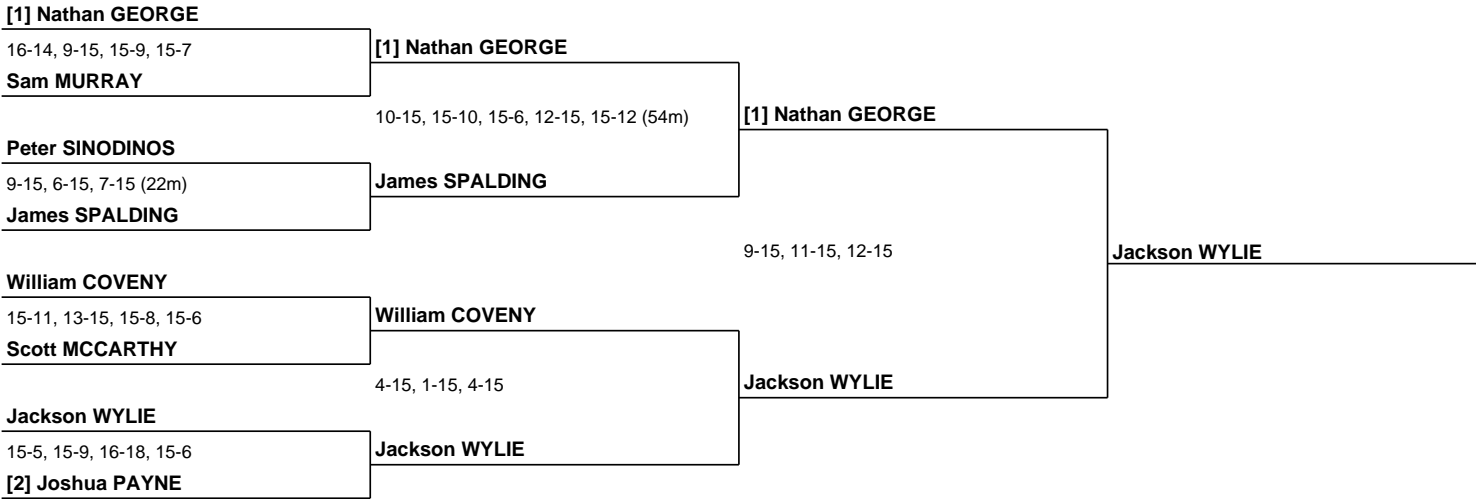 [1] Nathan GEORGE
16-14, 9-15, 15-9, 15-7
Sam MURRAY
Peter SINODINOS
9-15, 6-15, 7-15 (22m)
James SPALDING
William COVENY
15-11, 13-15, 15-8, 15-6
Scott MCCARTHY
Jackson WYLIE
15-5, 15-9, 16-18, 15-6
[2] Joshua PAYNE
[1] Nathan GEORGE
10-15, 15-10, 15-6, 12-15, 15-12 (54m)
James SPALDING
William COVENY
4-15, 1-15, 4-15
Jackson WYLIE
[1] Nathan GEORGE
9-15, 11-15, 12-15
Jackson WYLIE
Jackson WYLIE